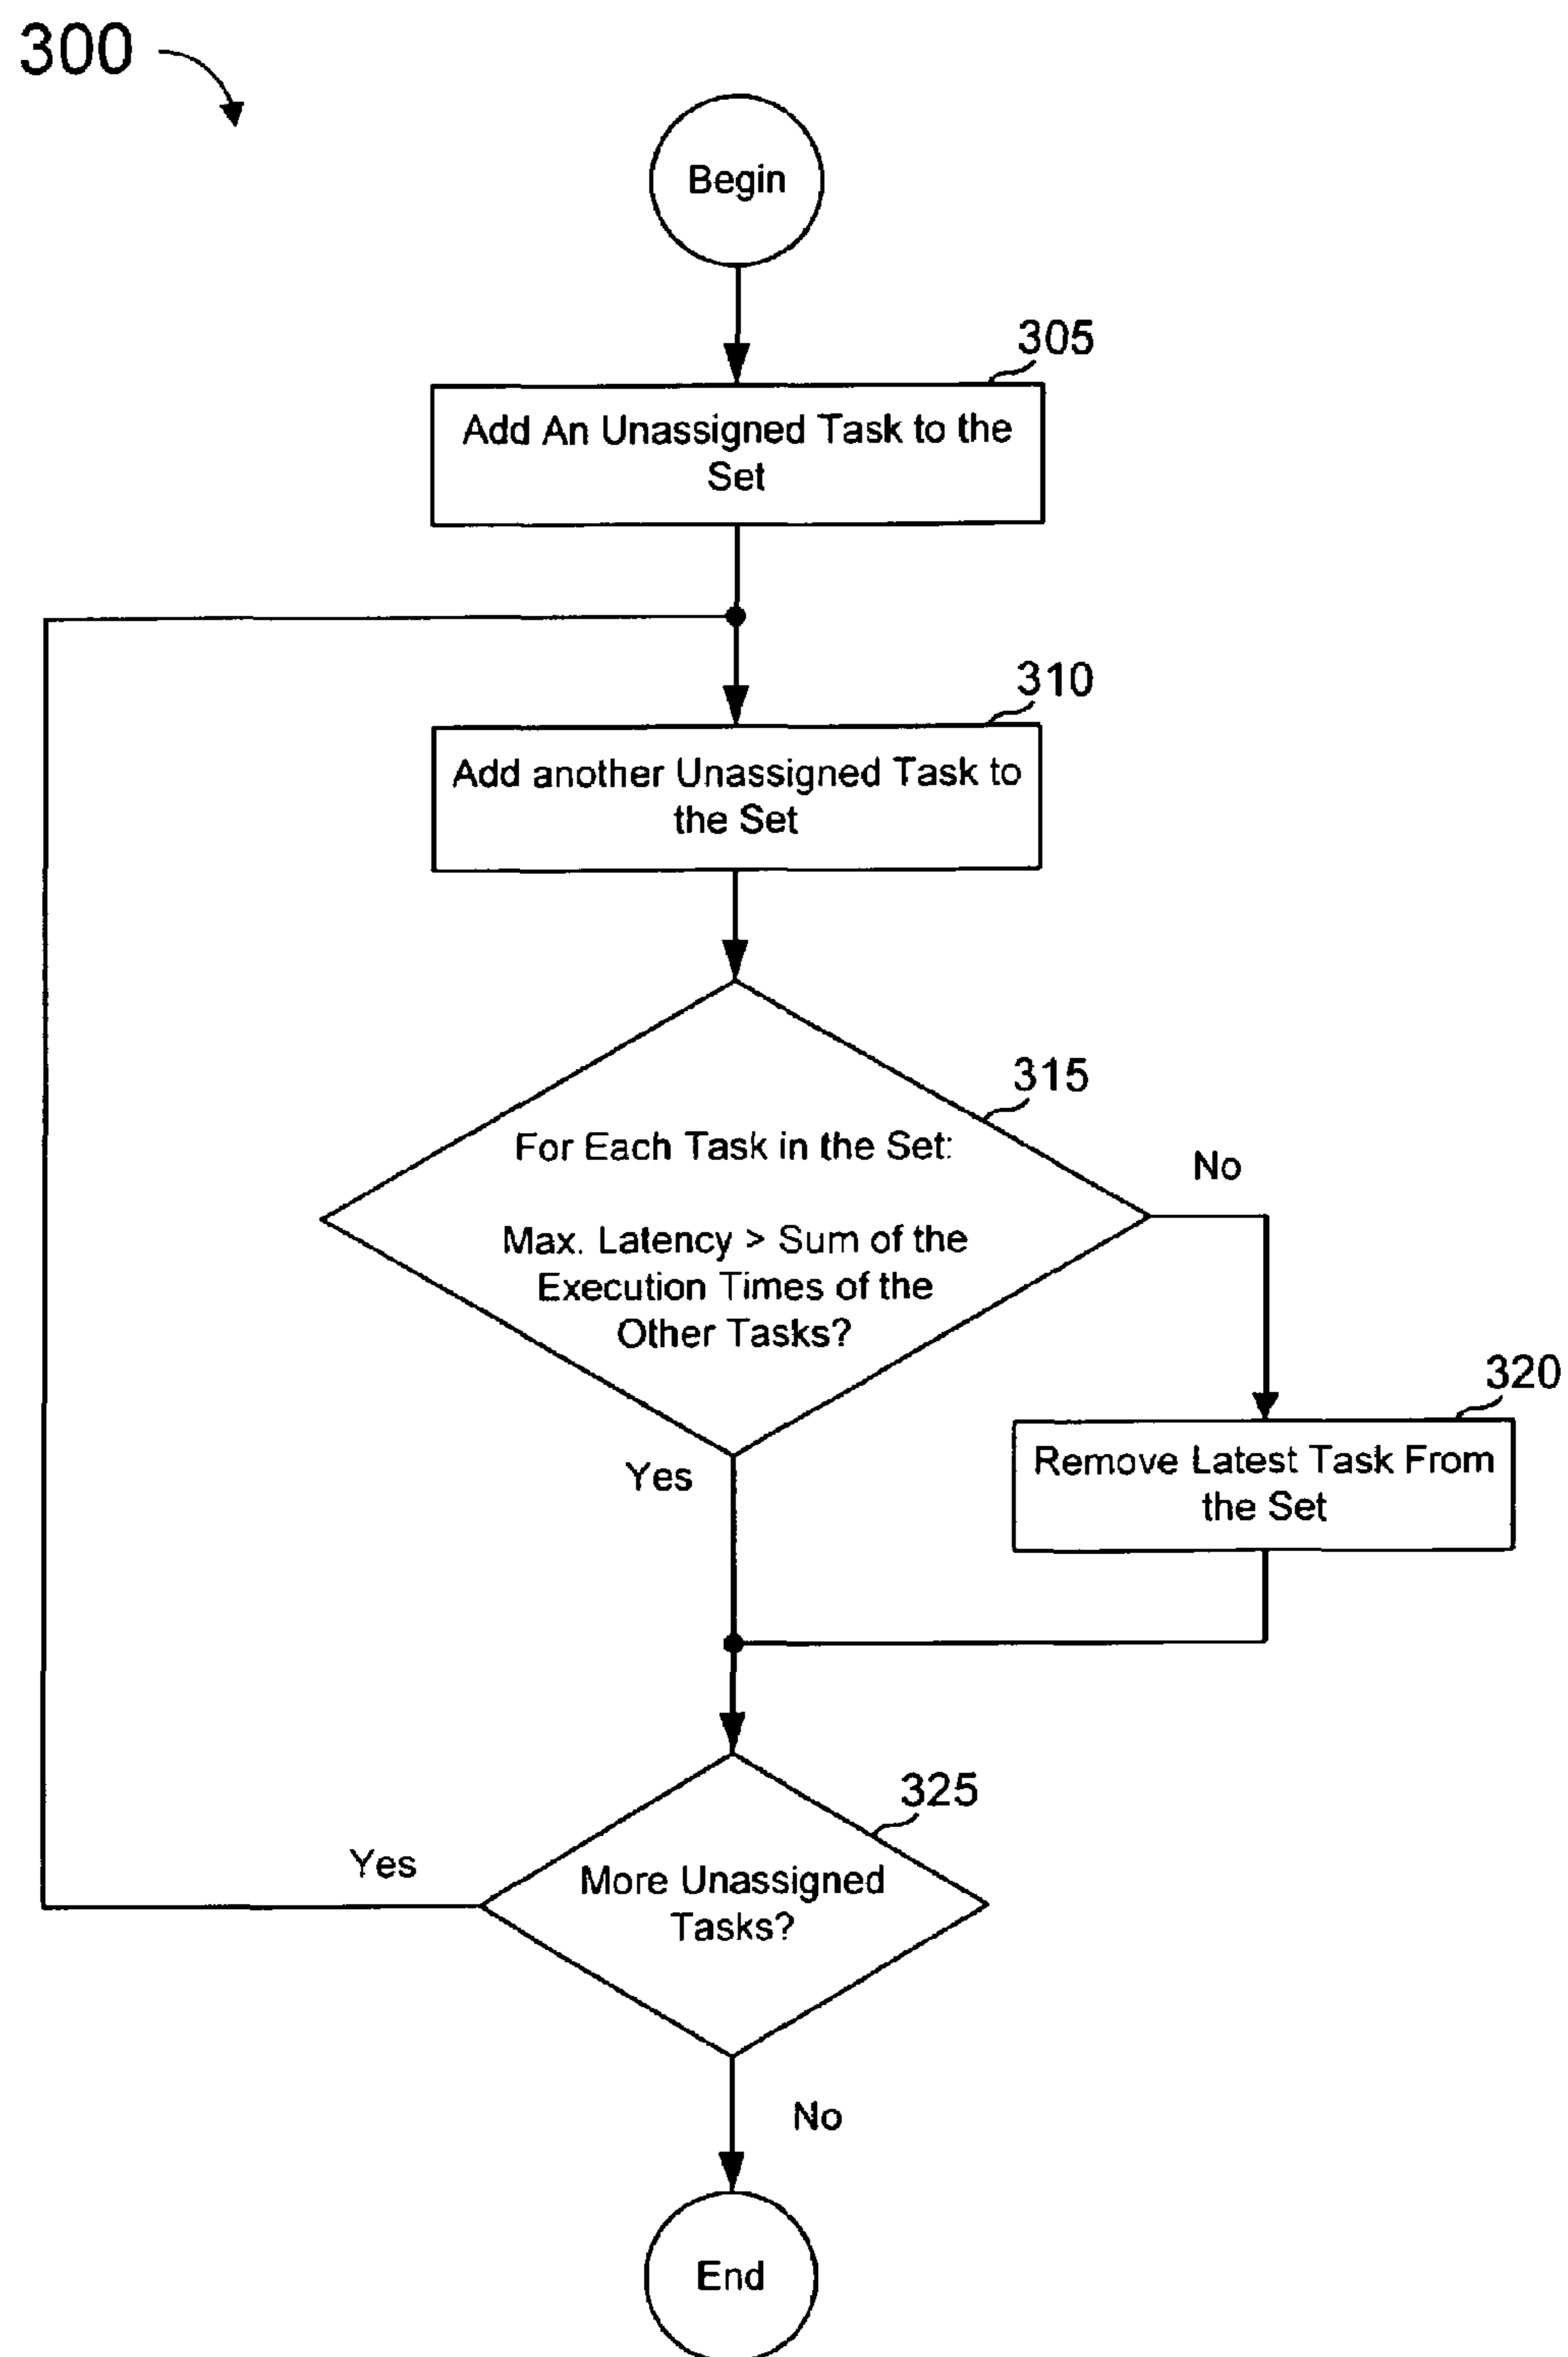 300
Begin
305
Add An Unassigned Task to the
Set
310
Add another Unassigned Task to
the Set
315
For Each Task in the Set:
Max. Latency > Sum of the
Execution Times of the
Other Tasks?
No
320
Remove Latest Task From
the Set
Yes
325
More Unassigned
Tasks?
Yes
No
End